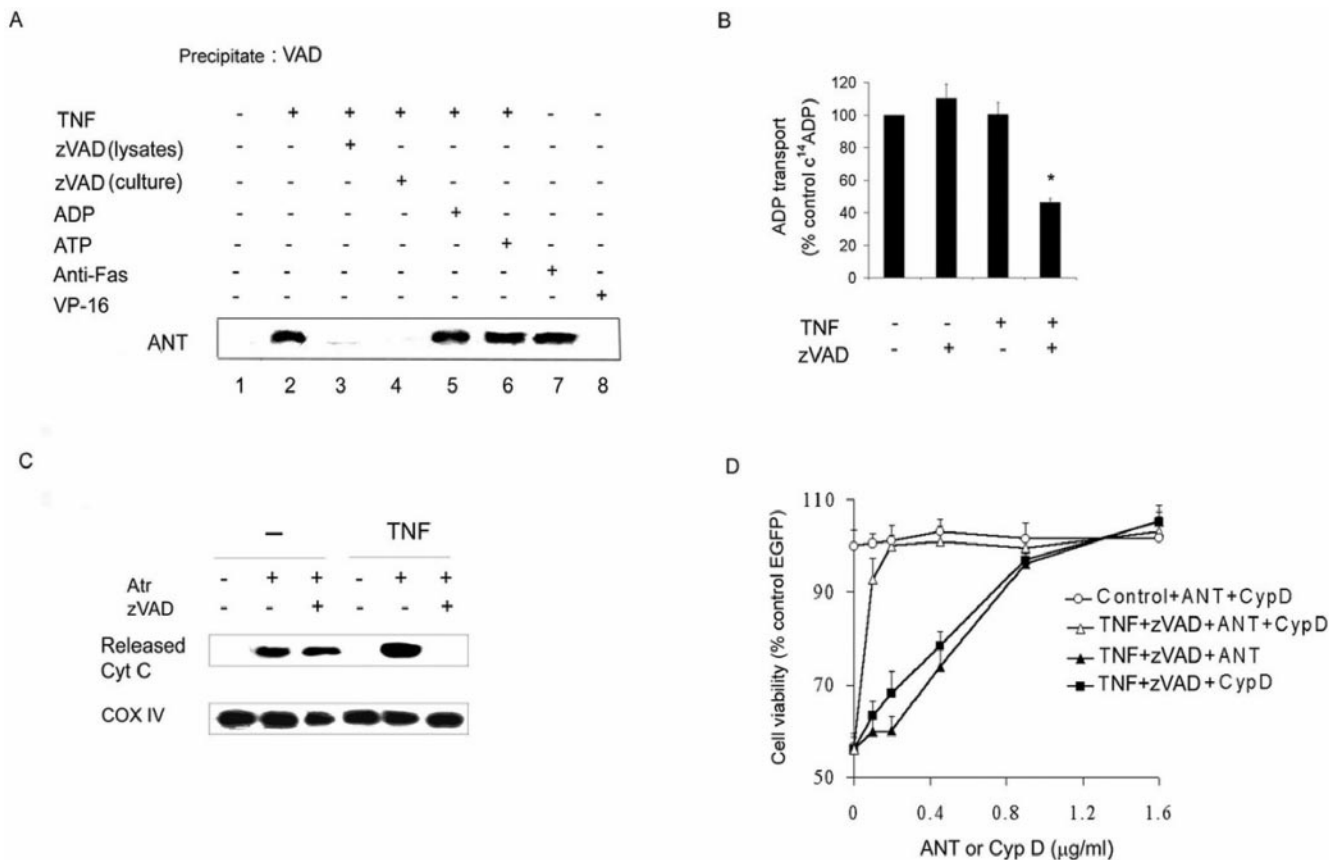 A
Precipitate : VAD
TNF - + + + + + - -
zVAD (lysates) - - + - - - - -
zVAD (culture) - - - + - - - -
ADP - - - - + - - -
ATP - - - - - + - -
Anti-Fas - - - - - - + -
VP-16 - - - - - - - +
ANT
1 2 3 4 5 6 7 8
B
ADP transport
(% control c¹⁴ADP)
120
100
80
60
40
20
0
*
TNF - - + +
zVAD - + - +
C
– TNF
Atr - + + - + +
zVAD - - + - - +
Released
Cyt C
COX IV
D
Cell viability (% control EGFP)
110
90
70
50
0 0.4 0.8 1.2 1.6
ANT or Cyp D (µg/ml)
Control+ANT+CypD
TNF+zVAD+ANT+CypD
TNF+zVAD+ANT
TNF+zVAD+CypD